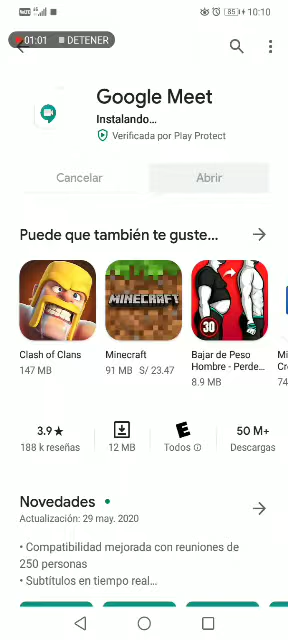 01:01 DETENER
85 10:10
Google Meet
Instalando...
Verificada por Play Protect
Cancelar
Abrir
Puede que también te guste...
MINECRAFT
30
Clash of Clans
147 MB
Minecraft
91 MB S/ 23.47
Bajar de Peso
Hombre - Perde...
8.9 MB
3.9★
188 k reseñas
12 MB
E
Todos
50 M+
Descargas
Novedades
Actualización: 29 may. 2020
• Compatibilidad mejorada con reuniones de
250 personas
• Subtítulos en tiempo real...